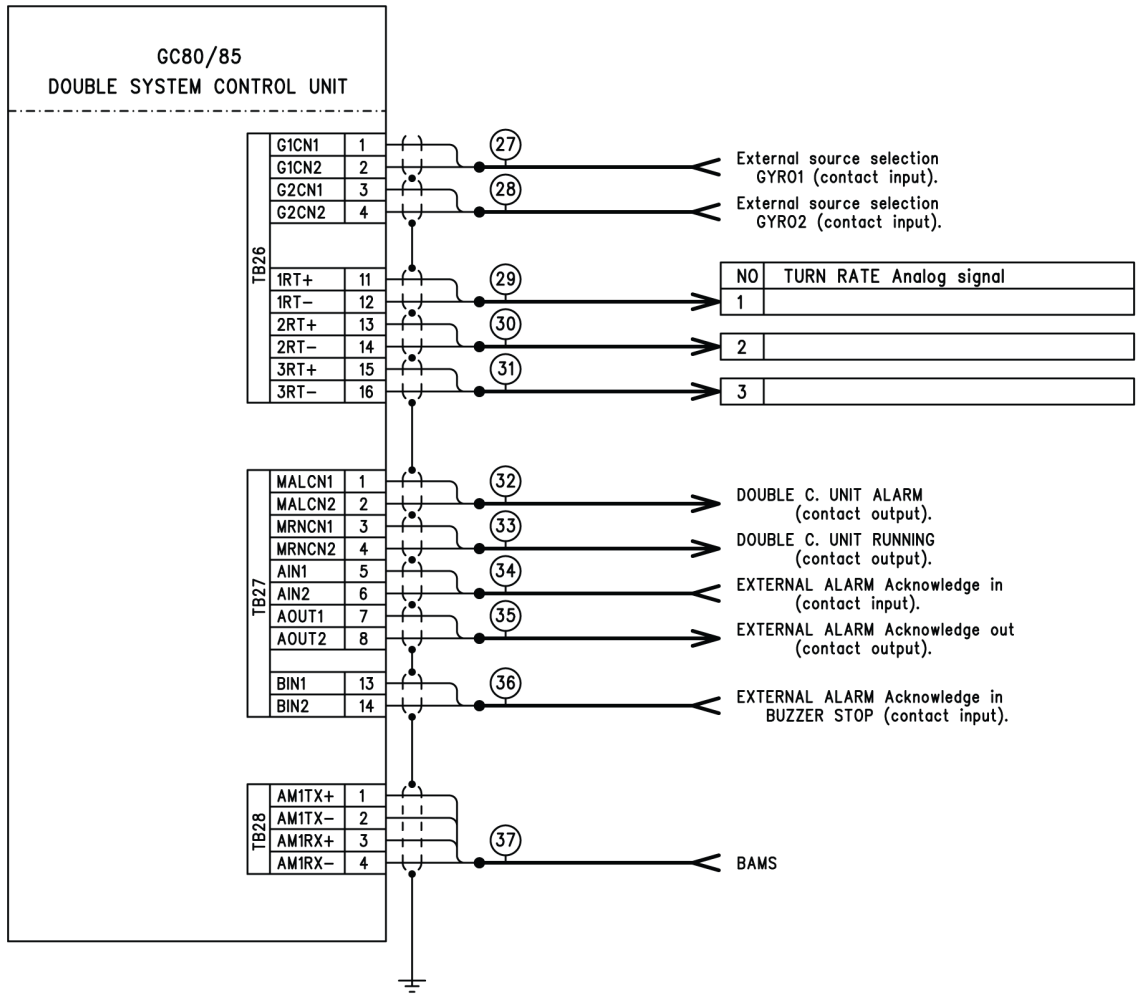 GC80/85
DOUBLE SYSTEM CONTROL UNIT
TB26
G1CN1 1
G1CN2 2
G2CN1 3
G2CN2 4
1RT+ 11
1RT- 12
2RT+ 13
2RT- 14
3RT+ 15
3RT- 16
27
External source selection
GYRO1 (contact input).
28
External source selection
GYRO2 (contact input).
29
NO TURN RATE Analog signal
1
30
2
31
3
TB27
MALCN1 1
MALCN2 2
MRNCN1 3
MRNCN2 4
AIN1 5
AIN2 6
AOUT1 7
AOUT2 8
BIN1 13
BIN2 14
32
DOUBLE C. UNIT ALARM
(contact output).
33
DOUBLE C. UNIT RUNNING
(contact output).
34
EXTERNAL ALARM Acknowledge in
(contact input).
35
EXTERNAL ALARM Acknowledge out
(contact output).
36
EXTERNAL ALARM Acknowledge in
BUZZER STOP (contact input).
TB28
AM1TX+ 1
AM1TX- 2
AM1RX+ 3
AM1RX- 4
37
BAMS